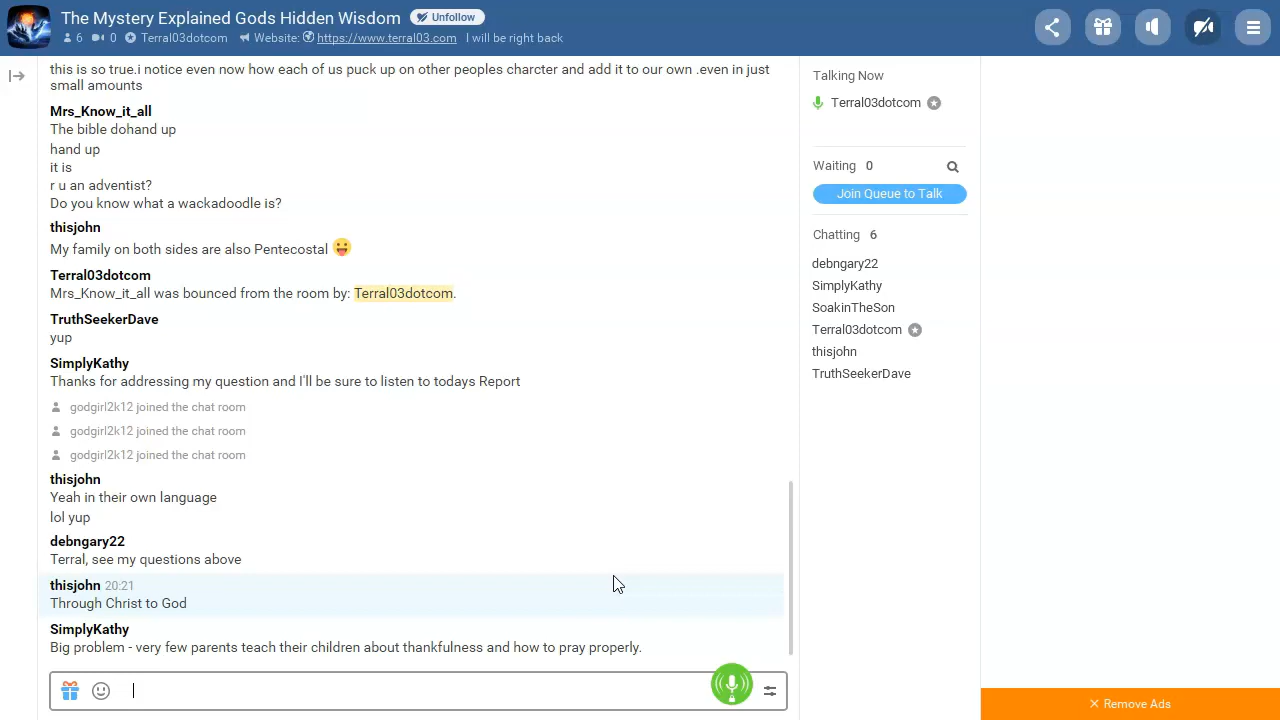 The Mystery Explained Gods Hidden Wisdom Unfollow
6 0 Terral03dotcom Website: https://www.terral03.com I will be right back
this is so true.i notice even now how each of us puck up on other peoples charcter and add it to our own .even in just
small amounts
Mrs_Know_it_all
The bible dohand up
hand up
it is
r u an adventist?
Do you know what a wackadoodle is?
thisjohn
My family on both sides are also Pentecostal
Terral03dotcom
Mrs_Know_it_all was bounced from the room by: Terral03dotcom.
TruthSeekerDave
yup
SimplyKathy
Thanks for addressing my question and I'll be sure to listen to todays Report
godgirl2k12 joined the chat room
godgirl2k12 joined the chat room
godgirl2k12 joined the chat room
thisjohn
Yeah in their own language
lol yup
debngary22
Terral, see my questions above
thisjohn 20:21
Through Christ to God
SimplyKathy
Big problem - very few parents teach their children about thankfulness and how to pray properly.
Talking Now
Terral03dotcom
Waiting 0
Join Queue to Talk
Chatting 6
debngary22
SimplyKathy
SoakinTheSon
Terral03dotcom
thisjohn
TruthSeekerDave
Remove Ads